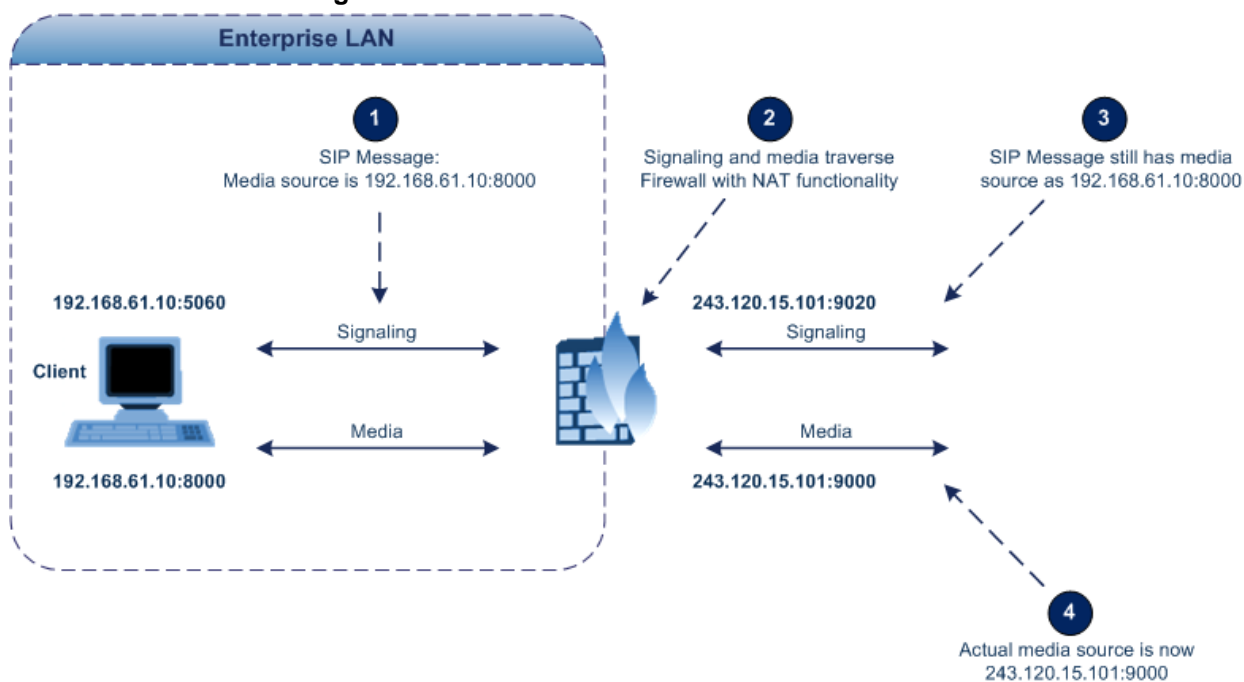 Enterprise LAN
1
SIP Message:
Media source is 192.168.61.10:8000
2
Signaling and media traverse
Firewall with NAT functionality
3
SIP Message still has media
source as 192.168.61.10:8000
192.168.61.10:5060
Signaling
243.120.15.101:9020
Signaling
Client
Media
Media
192.168.61.10:8000
243.120.15.101:9000
4
Actual media source is now
243.120.15.101:9000